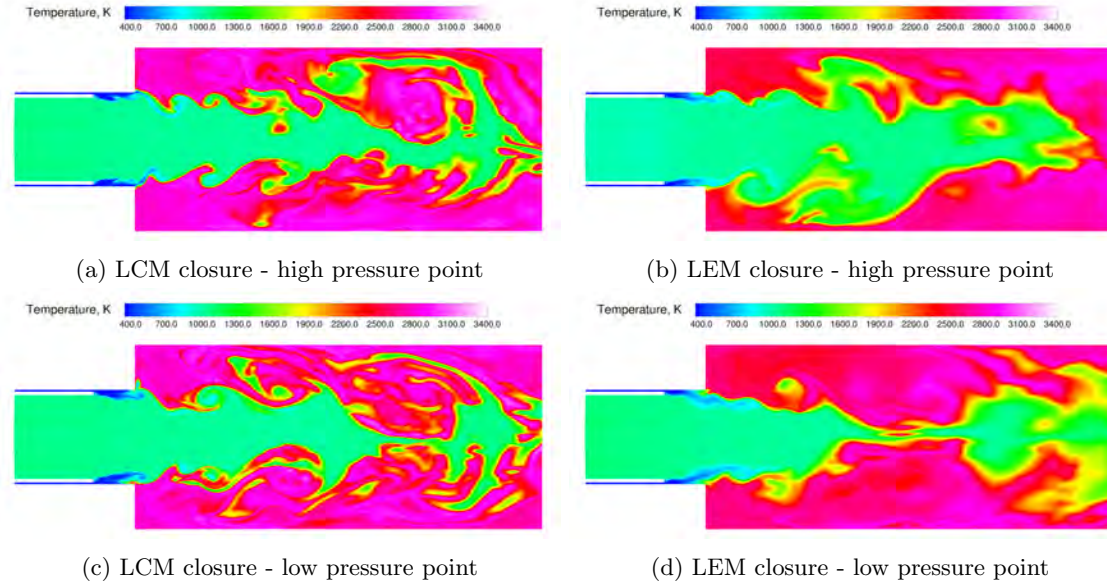 Temperature, K
400.0 700.0 1000.0 1300.0 1600.0 1900.0 2200.0 2500.0 2800.0 3100.0 3400.0
Temperature, K
400.0 700.0 1000.0 1300.0 1600.0 1900.0 2200.0 2500.0 2800.0 3100.0 3400.0
(a) LCM closure - high pressure point
(b) LEM closure - high pressure point
Temperature, K
400.0 700.0 1000.0 1300.0 1600.0 1900.0 2200.0 2500.0 2800.0 3100.0 3400.0
Temperature, K
400.0 700.0 1000.0 1300.0 1600.0 1900.0 2200.0 2500.0 2800.0 3100.0 3400.0
(c) LCM closure - low pressure point
(d) LEM closure - low pressure point